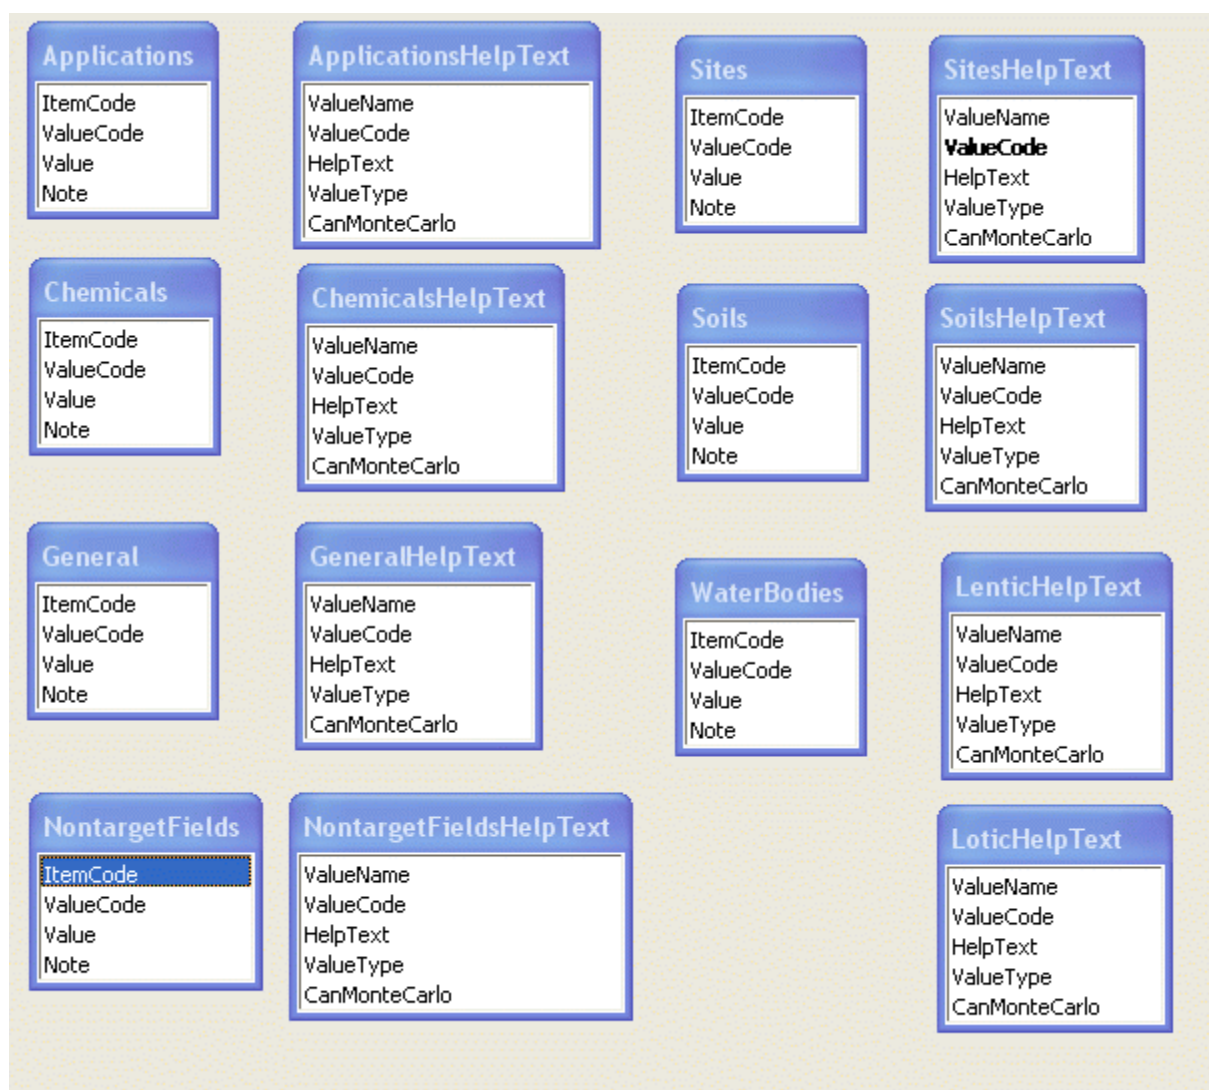 Applications
ItemCode
ValueCode
Value
Note
ApplicationsHelpText
ValueName
ValueCode
HelpText
ValueType
CanMonteCarlo
Sites
ItemCode
ValueCode
Value
Note
SitesHelpText
ValueName
ValueCode
HelpText
ValueType
CanMonteCarlo
Chemicals
ItemCode
ValueCode
Value
Note
ChemicalsHelpText
ValueName
ValueCode
HelpText
ValueType
CanMonteCarlo
Soils
ItemCode
ValueCode
Value
Note
SoilsHelpText
ValueName
ValueCode
HelpText
ValueType
CanMonteCarlo
General
ItemCode
ValueCode
Value
Note
GeneralHelpText
ValueName
ValueCode
HelpText
ValueType
CanMonteCarlo
WaterBodies
ItemCode
ValueCode
Value
Note
LenticHelpText
ValueName
ValueCode
HelpText
ValueType
CanMonteCarlo
NontargetFields
ItemCode
ValueCode
Value
Note
NontargetFieldsHelpText
ValueName
ValueCode
HelpText
ValueType
CanMonteCarlo
LoticHelpText
ValueName
ValueCode
HelpText
ValueType
CanMonteCarlo